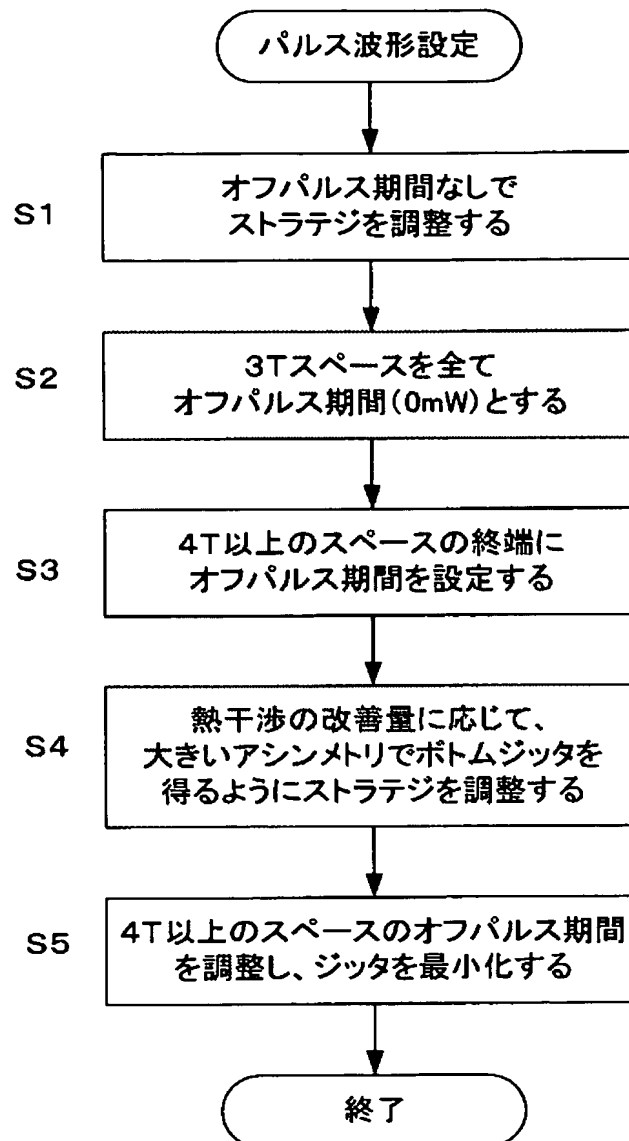 パルス波形設定
S1
オフパルス期間なしで
ストラテジを調整する
S2
3Tスペースを全て
オフパルス期間(0mW)とする
S3
4T以上のスペースの終端に
オフパルス期間を設定する
S4
熱干渉の改善量に応じて、
大きいアシンメトリでボトムジッタを
得るようにストラテジを調整する
S5
4T以上のスペースのオフパルス期間
を調整し、ジッタを最小化する
終了